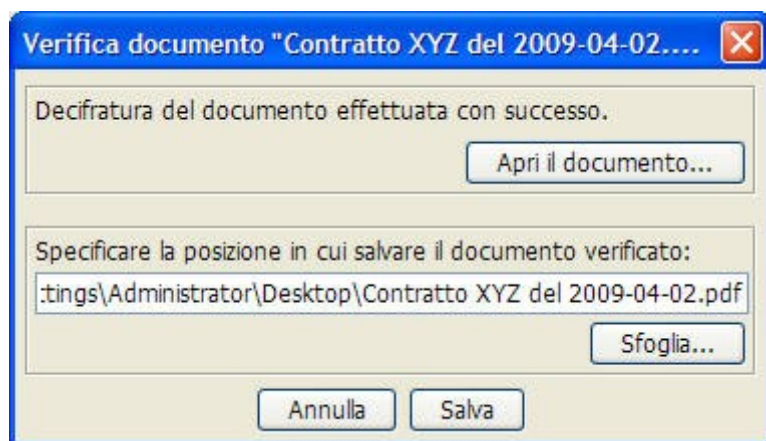 Verifica documento "Contratto XYZ del 2009-04-02....
Decifratura del documento effettuata con successo.
Apri il documento...
Specificare la posizione in cui salvare il documento verificato:
:tings\Administrator\Desktop\Contratto XYZ del 2009-04-02.pdf
Sfoglia...
Annulla Salva